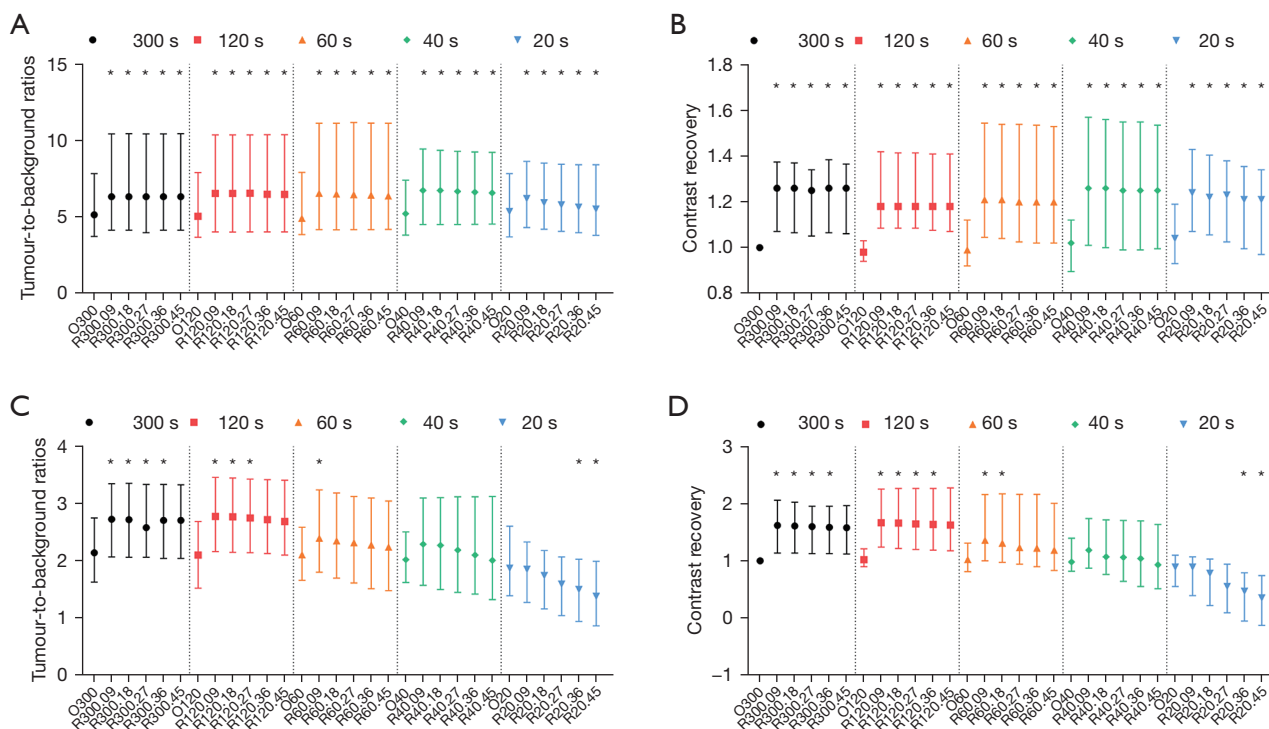 A
300 s 120 s 60 s 40 s 20 s
Tumour-to-background ratios
15
10
5
0
* * * * * * * * * * * * * * * * * * * * * * * * *
O300 R300.09 R300.18 R300.27 R300.36 R300.45 O120 R120.09 R120.18 R120.27 R120.36 R120.45 O60 R60.09 R60.18 R60.27 R60.36 R60.45 O40 R40.09 R40.18 R40.27 R40.36 R40.45 O20 R20.09 R20.18 R20.27 R20.36 R20.45
B
300 s 120 s 60 s 40 s 20 s
Contrast recovery
1.8
1.6
1.4
1.2
1.0
0.8
* * * * * * * * * * * * * * * * * * * * * * * * *
O300 R300.09 R300.18 R300.27 R300.36 R300.45 O120 R120.09 R120.18 R120.27 R120.36 R120.45 O60 R60.09 R60.18 R60.27 R60.36 R60.45 O40 R40.09 R40.18 R40.27 R40.36 R40.45 O20 R20.09 R20.18 R20.27 R20.36 R20.45
C
300 s 120 s 60 s 40 s 20 s
Tumour-to-background ratios
4
3
2
1
0
* * * * * * * * * *
O300 R300.09 R300.18 R300.27 R300.36 R300.45 O120 R120.09 R120.18 R120.27 R120.36 R120.45 O60 R60.09 R60.18 R60.27 R60.36 R60.45 O40 R40.09 R40.18 R40.27 R40.36 R40.45 O20 R20.09 R20.18 R20.27 R20.36 R20.45
D
300 s 120 s 60 s 40 s 20 s
Contrast recovery
3
2
1
0
−1
* * * * * * * * * * * *
O300 R300.09 R300.18 R300.27 R300.36 R300.45 O120 R120.09 R120.18 R120.27 R120.36 R120.45 O60 R60.09 R60.18 R60.27 R60.36 R60.45 O40 R40.09 R40.18 R40.27 R40.36 R40.45 O20 R20.09 R20.18 R20.27 R20.36 R20.45